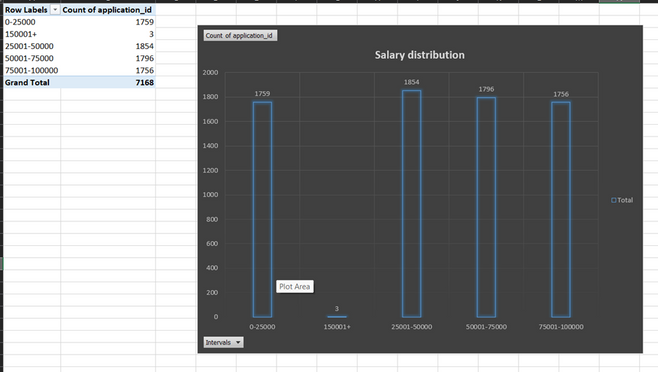 Row Labels Count of application_id
0-25000 1759
150001+ 3
25001-50000 1854
50001-75000 1796
75001-100000 1756
Grand Total 7168
Count of application_id
Salary distribution
2000
1800
1600
1400
1200
1000
800
600
400
200
0
1759
3
1854
1796
1756
Plot Area
Total
0-25000 150001+ 25001-50000 50001-75000 75001-100000
Intervals